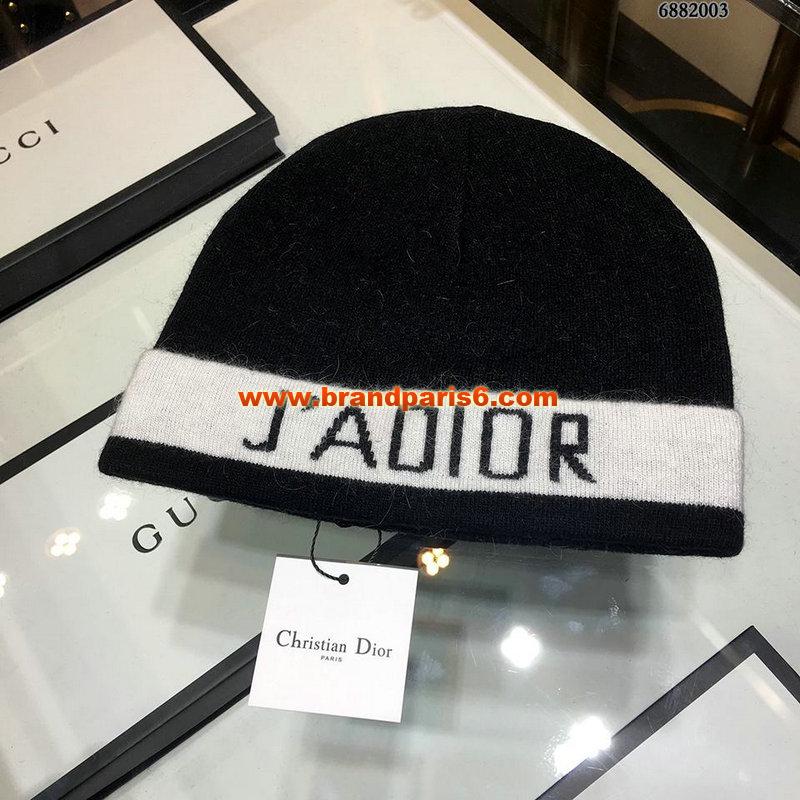 6882003
CCI
www.brandparis6.com
J'ADIOR
GU
Christian Dior
PARIS